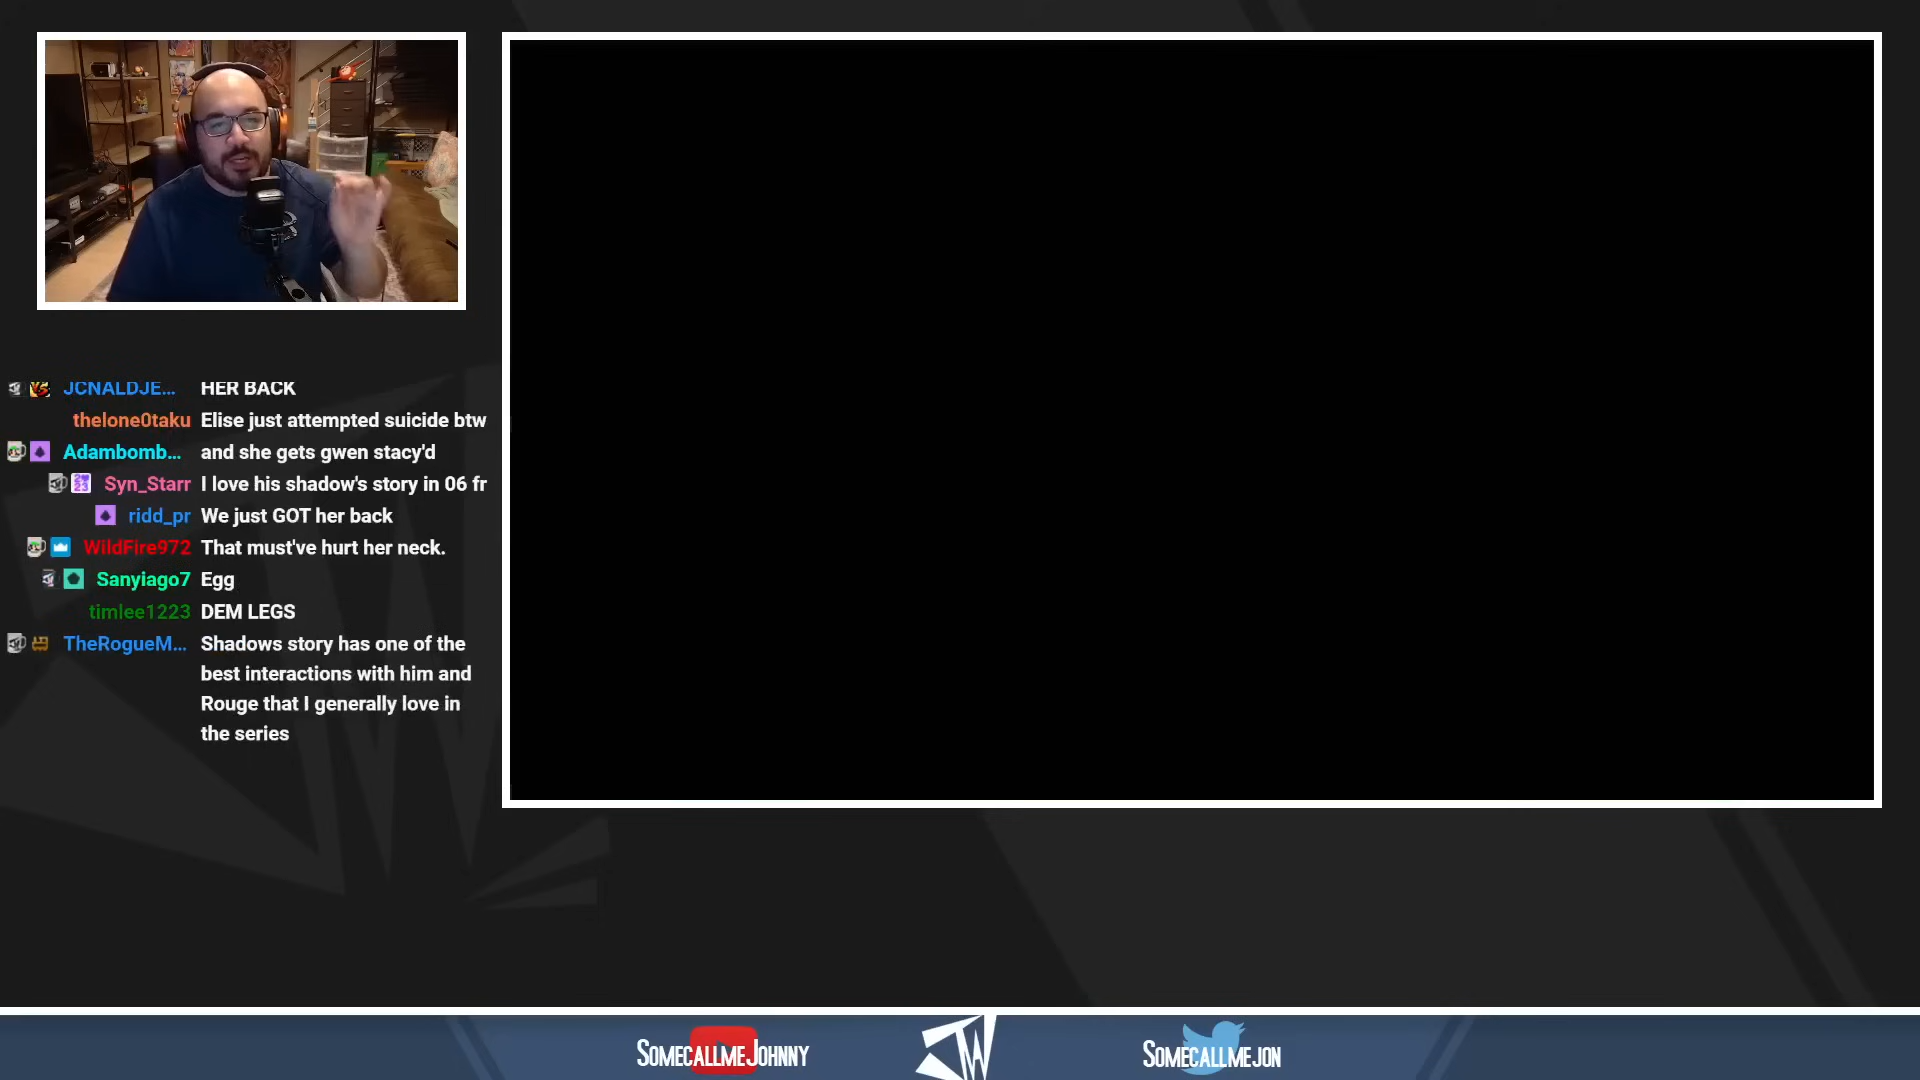 JCNALDJE... HER BACK
thelone0taku Elise just attempted suicide btw
Adambomb... and she gets gwen stacy'd
Syn_Starr I love his shadow's story in 06 fr
ridd_pr We just GOT her back
WildFire972 That must've hurt her neck.
Sanyiago7 Egg
timlee1223 DEM LEGS
TheRogueM... Shadows story has one of the
best interactions with him and
Rouge that I generally love in
the series
SOMECALLMEJOHNNY
SOMECALLMEJON